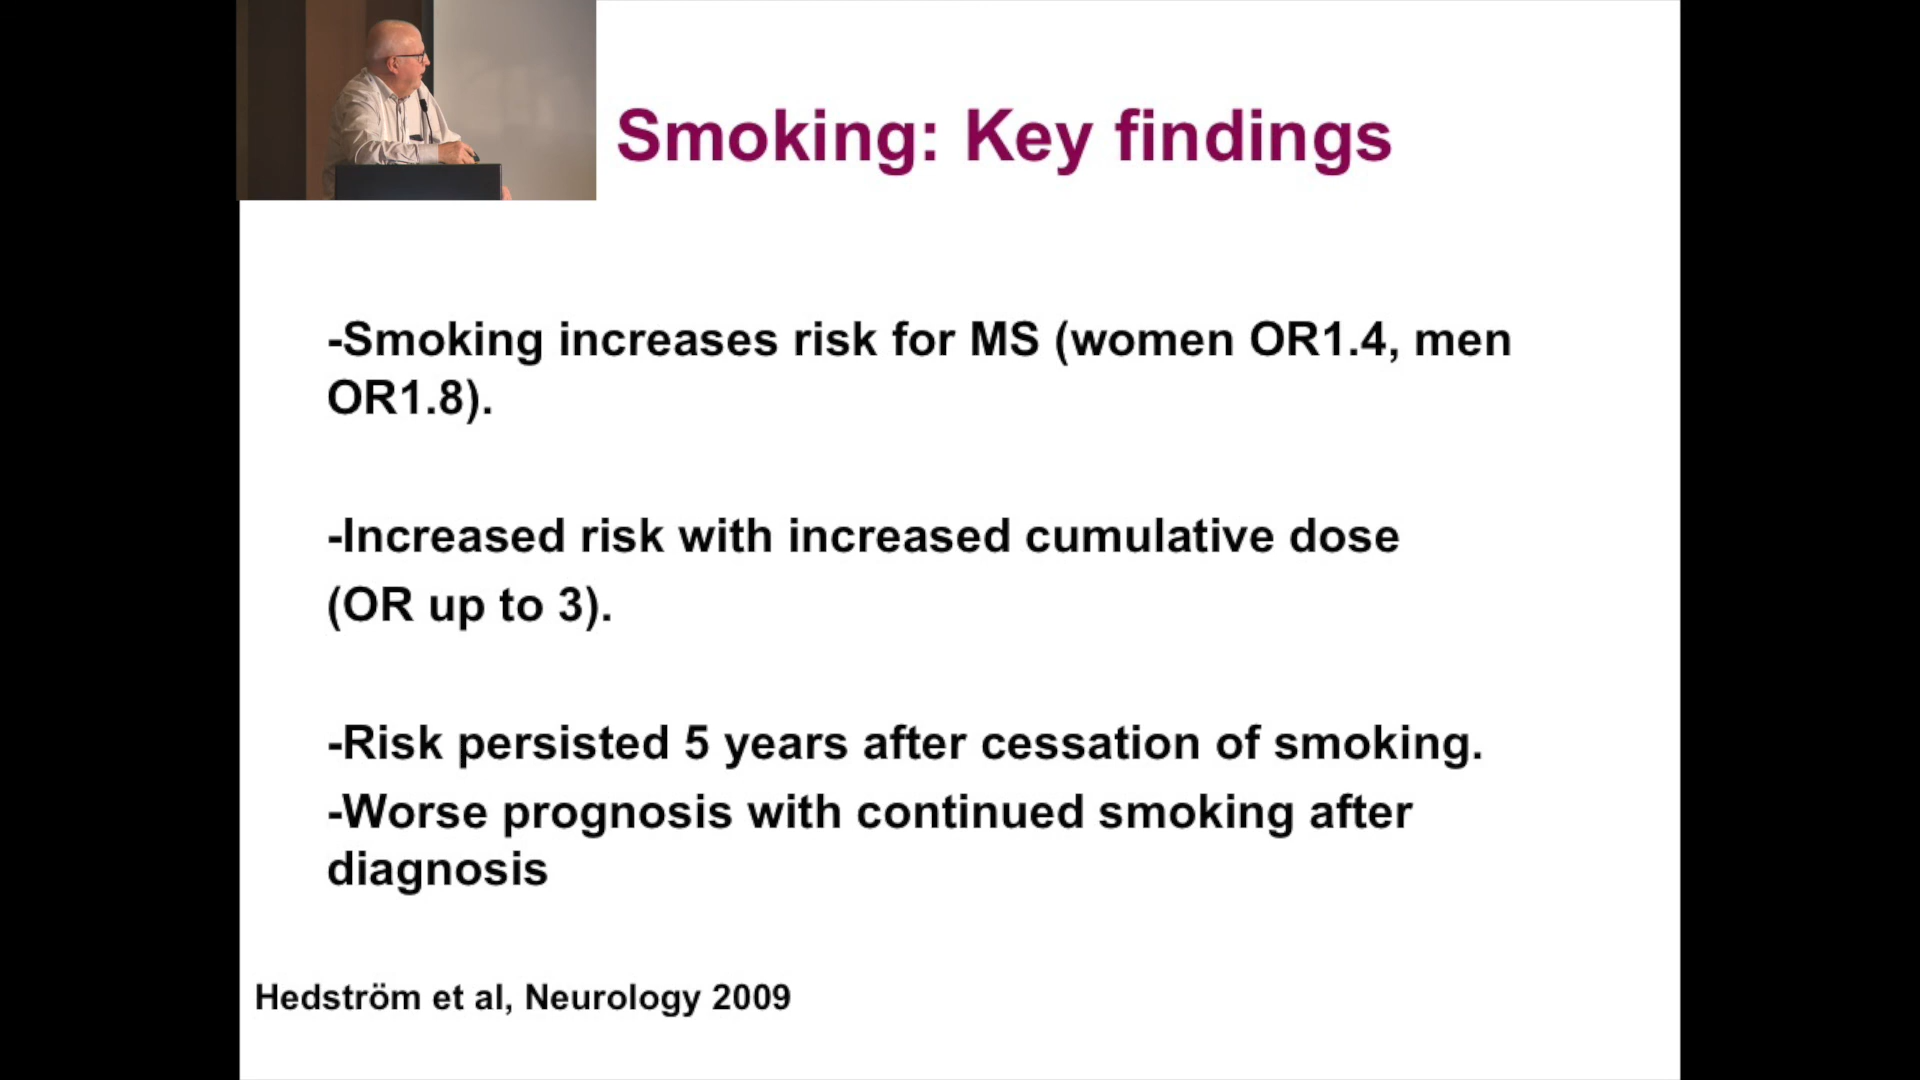 Smoking: Key findings
-Smoking increases risk for MS (women OR1.4, men
OR1.8).
-Increased risk with increased cumulative dose
(OR up to 3).
-Risk persisted 5 years after cessation of smoking.
-Worse prognosis with continued smoking after
diagnosis
Hedström et al, Neurology 2009